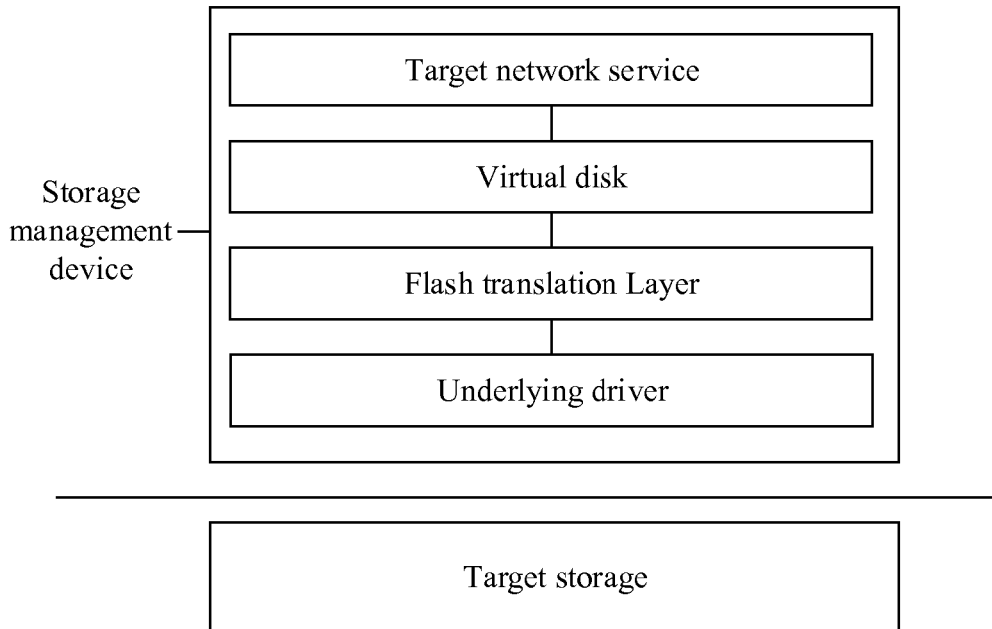 Target network service
Virtual disk
Storage
management
device
Flash translation Layer
Underlying driver
Target storage